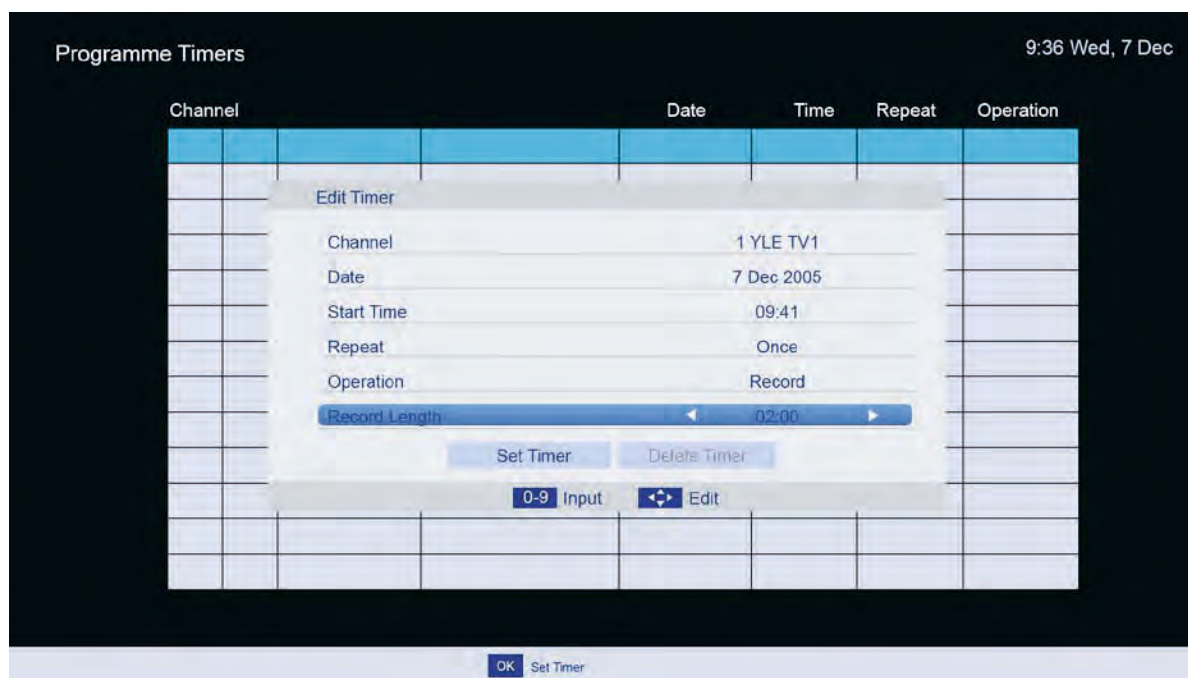 Programme Timers 9:36 Wed, 7 Dec
Channel Date Time Repeat Operation
Edit Timer
Channel 1 YLE TV1
Date 7 Dec 2005
Start Time 09:41
Repeat Once
Operation Record
Record Length 02:00
Set Timer Delete Timer
0-9 Input Edit
OK Set Timer